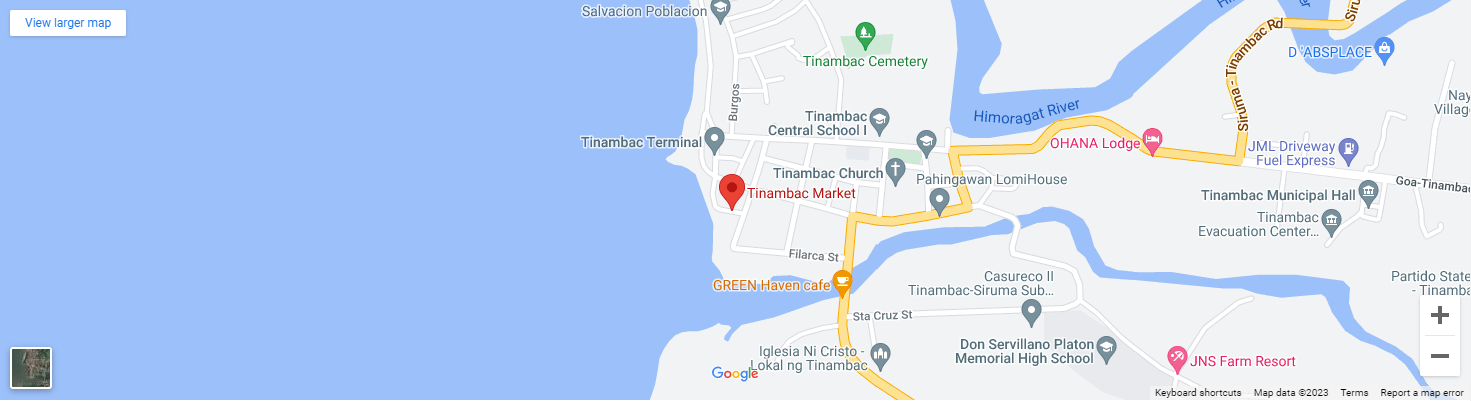 View larger map
Salvacion Poblacion
Tinambac Cemetery
Burgos
Tinambac
Central School I
Tinambac Terminal
Himoragat River
Siruma - Tinambac Rd
D'ABSPLACE
OHANA Lodge
JML Driveway
Fuel Express
Tinambac Church
Pahingawan LomiHouse
Tinambac Market
Goa-Tinambac
Tinambac Municipal Hall
Tinambac
Evacuation Center...
Filarca St
GREEN Haven cafe
Casureco II
Tinambac-Siruma Sub...
Partido State
- Tinamba
Sta Cruz St
Don Servillano Platon
Memorial High School
Iglesia Ni Cristo -
Lokal ng Tinambac
JNS Farm Resort
Google
Keyboard shortcuts
Map data ©2023
Terms
Report a map error